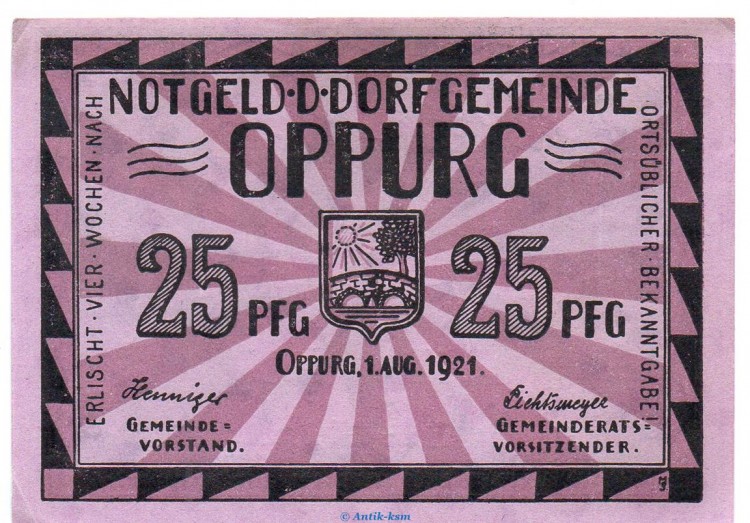 NOTGELD·D·DORFGEMEINDE
OPPURG
ERLISCHT·VIER·WOCHEN·NACH
ORTSÜBLICHER·BEKANNTGABE!
25 PFG
25 PFG
OPPURG, 1. AUG. 1921.
Henniger
GEMEINDE=
VORSTAND.
GEMEINDERATS=
VORSITZENDER.
© Antik-ksm